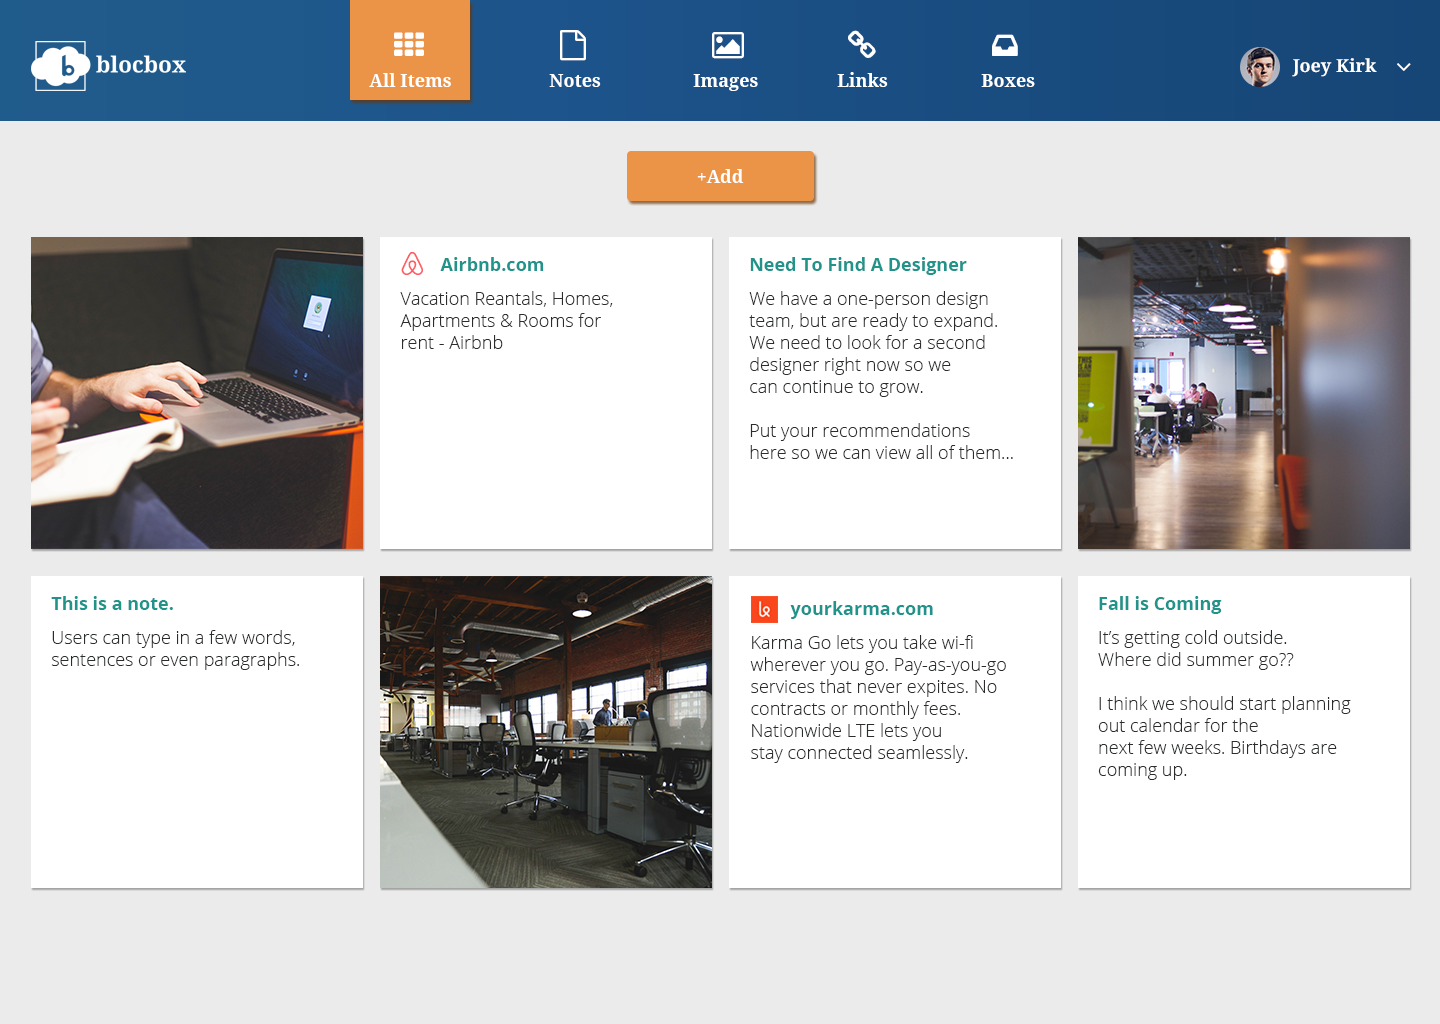 b blocbox
All Items
Notes
Images
Links
Boxes
Joey Kirk
+Add
Airbnb.com
Vacation Reantals, Homes,
Apartments & Rooms for
rent - Airbnb
Need To Find A Designer
We have a one-person design
team, but are ready to expand.
We need to look for a second
designer right now so we
can continue to grow.
Put your recommendations
here so we can view all of them...
This is a note.
Users can type in a few words,
sentences or even paragraphs.
yourkarma.com
Karma Go lets you take wi-fi
wherever you go. Pay-as-you-go
services that never expites. No
contracts or monthly fees.
Nationwide LTE lets you
stay connected seamlessly.
Fall is Coming
It’s getting cold outside.
Where did summer go??
I think we should start planning
out calendar for the
next few weeks. Birthdays are
coming up.